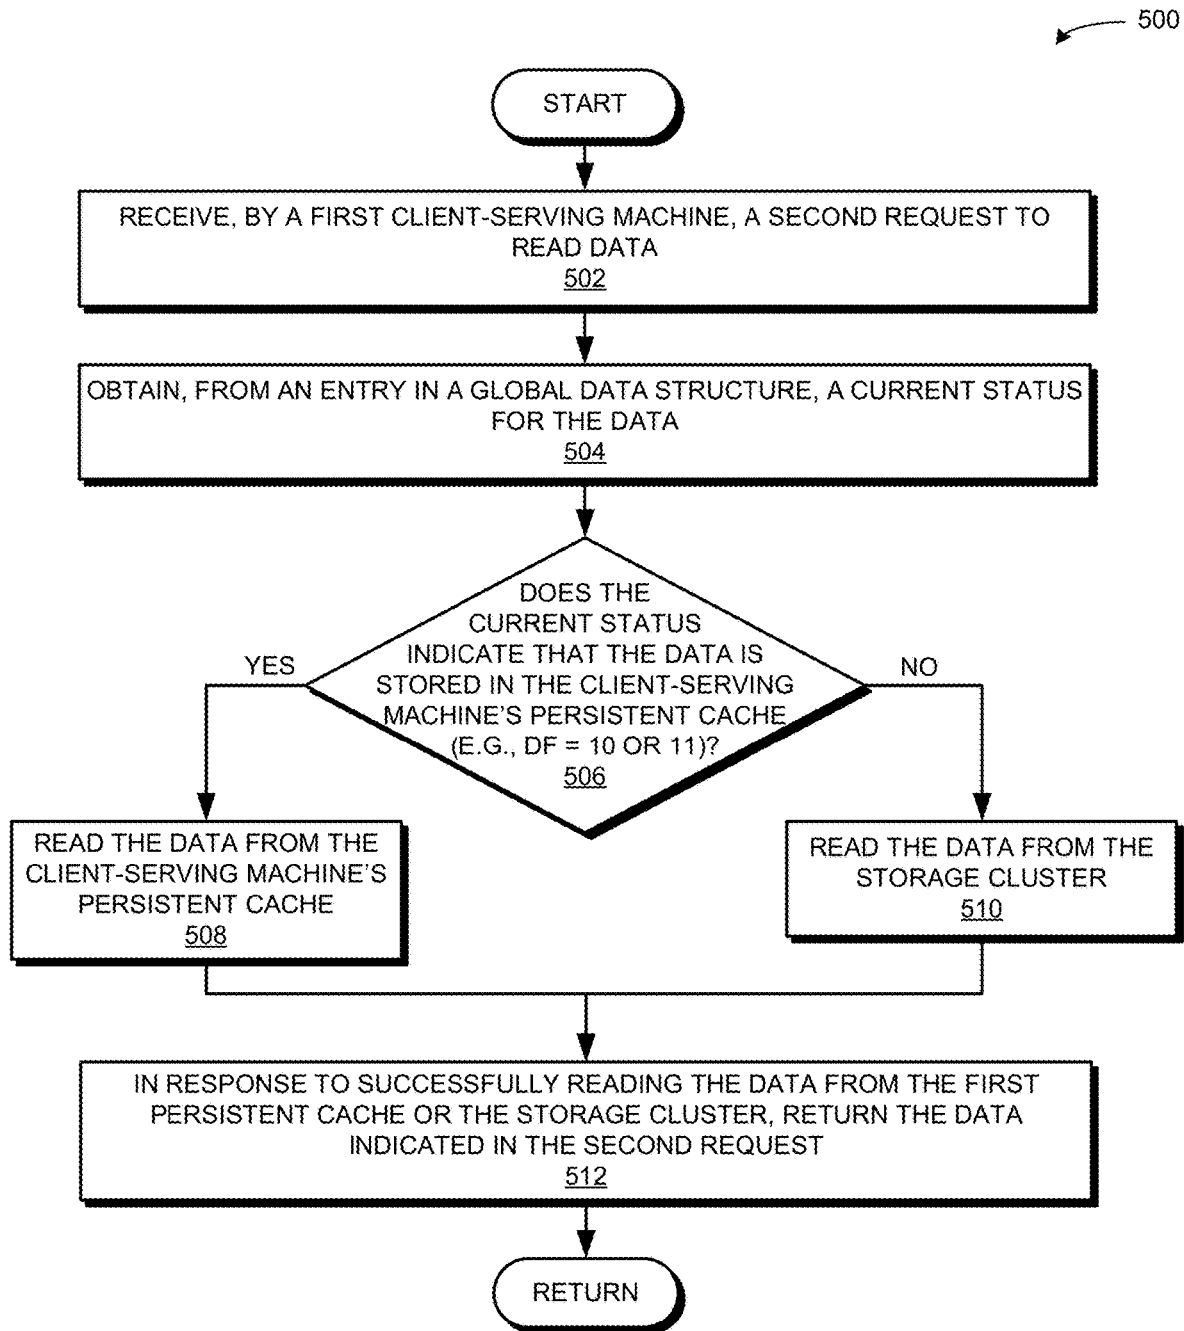 500
START
RECEIVE, BY A FIRST CLIENT-SERVING MACHINE, A SECOND REQUEST TO
READ DATA
502
OBTAIN, FROM AN ENTRY IN A GLOBAL DATA STRUCTURE, A CURRENT STATUS
FOR THE DATA
504
DOES THE
CURRENT STATUS
INDICATE THAT THE DATA IS
STORED IN THE CLIENT-SERVING
MACHINE'S PERSISTENT CACHE
(E.G., DF = 10 OR 11)?
506
YES
NO
READ THE DATA FROM THE
CLIENT-SERVING MACHINE'S
PERSISTENT CACHE
508
READ THE DATA FROM THE
STORAGE CLUSTER
510
IN RESPONSE TO SUCCESSFULLY READING THE DATA FROM THE FIRST
PERSISTENT CACHE OR THE STORAGE CLUSTER, RETURN THE DATA
INDICATED IN THE SECOND REQUEST
512
RETURN